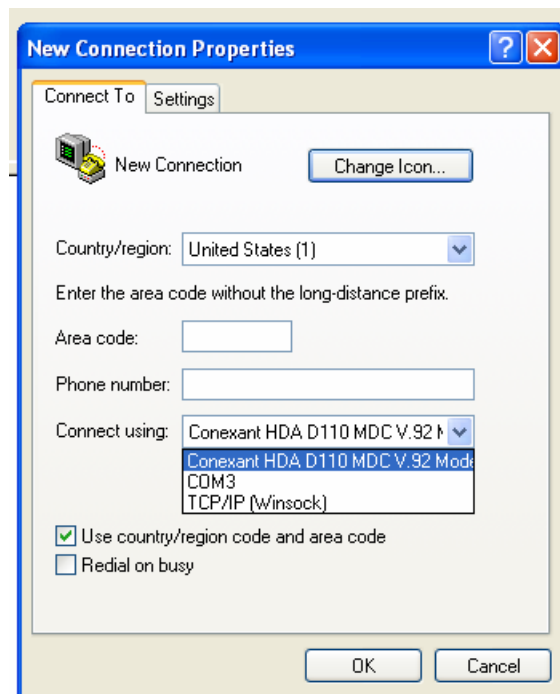 New Connection Properties
Connect To Settings
New Connection Change Icon...
Country/region: United States (1)
Enter the area code without the long-distance prefix.
Area code:
Phone number:
Connect using: Conexant HDA D110 MDC V.92 M
Conexant HDA D110 MDC V.92 Mode
COM3
TCP/IP (Winsock)
Use country/region code and area code
Redial on busy
OK Cancel